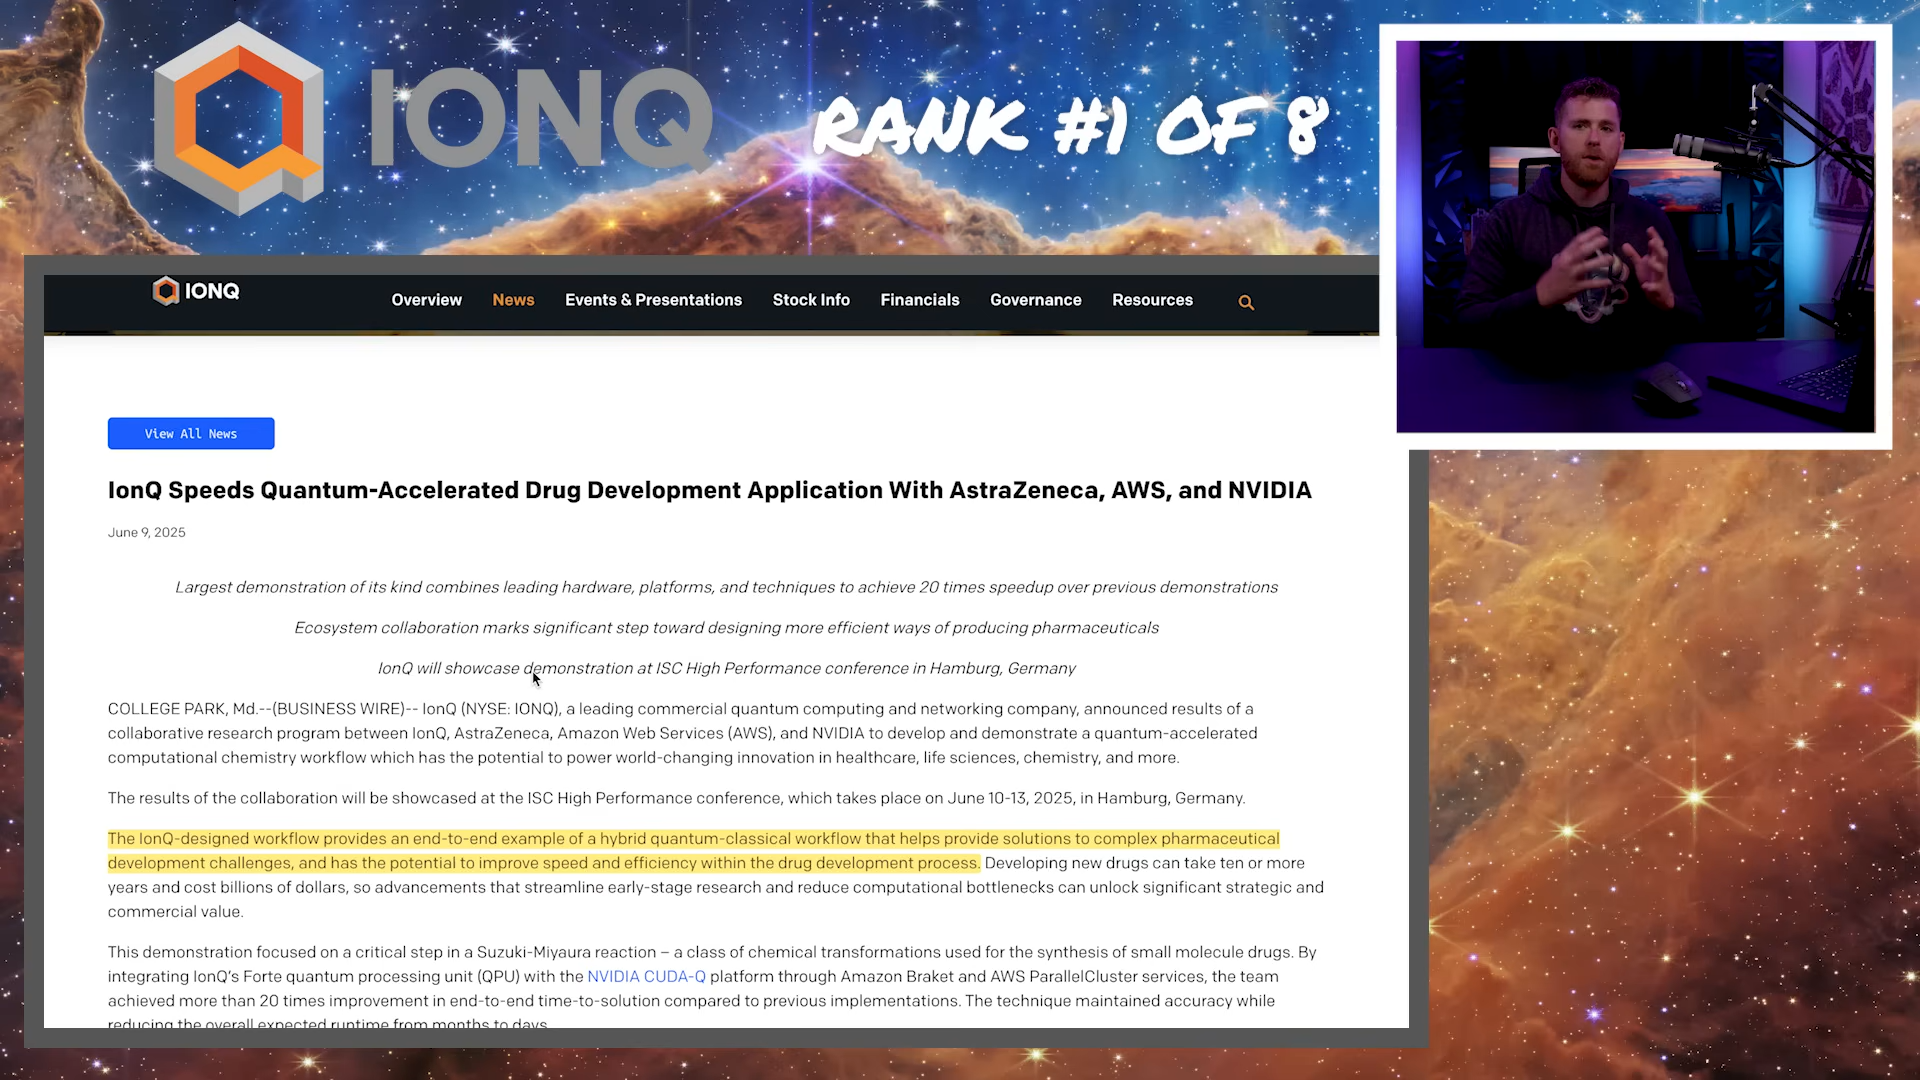 IONQ
RANK #1 OF 8
IONQ
Overview News Events & Presentations Stock Info Financials Governance Resources
View All News
IonQ Speeds Quantum-Accelerated Drug Development Application With AstraZeneca, AWS, and NVIDIA
June 9, 2025
Largest demonstration of its kind combines leading hardware, platforms, and techniques to achieve 20 times speedup over previous demonstrations
Ecosystem collaboration marks significant step toward designing more efficient ways of producing pharmaceuticals
IonQ will showcase demonstration at ISC High Performance conference in Hamburg, Germany
COLLEGE PARK, Md.--(BUSINESS WIRE)-- IonQ (NYSE: IONQ), a leading commercial quantum computing and networking company, announced results of a
collaborative research program between IonQ, AstraZeneca, Amazon Web Services (AWS), and NVIDIA to develop and demonstrate a quantum-accelerated
computational chemistry workflow which has the potential to power world-changing innovation in healthcare, life sciences, chemistry, and more.
The results of the collaboration will be showcased at the ISC High Performance conference, which takes place on June 10-13, 2025, in Hamburg, Germany.
The IonQ-designed workflow provides an end-to-end example of a hybrid quantum-classical workflow that helps provide solutions to complex pharmaceutical
development challenges, and has the potential to improve speed and efficiency within the drug development process. Developing new drugs can take ten or more
years and cost billions of dollars, so advancements that streamline early-stage research and reduce computational bottlenecks can unlock significant strategic and
commercial value.
This demonstration focused on a critical step in a Suzuki-Miyaura reaction – a class of chemical transformations used for the synthesis of small molecule drugs. By
integrating IonQ's Forte quantum processing unit (QPU) with the NVIDIA CUDA-Q platform through Amazon Braket and AWS ParallelCluster services, the team
achieved more than 20 times improvement in end-to-end time-to-solution compared to previous implementations. The technique maintained accuracy while
reducing the overall expected runtime from months to days.